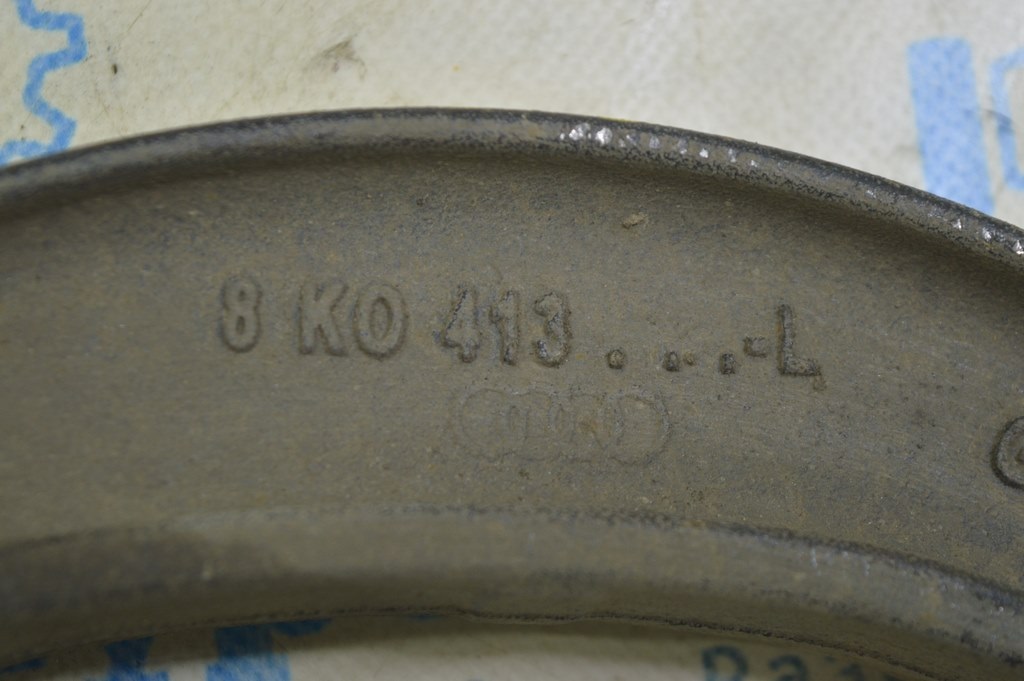 8 K0 413 . . . .-L